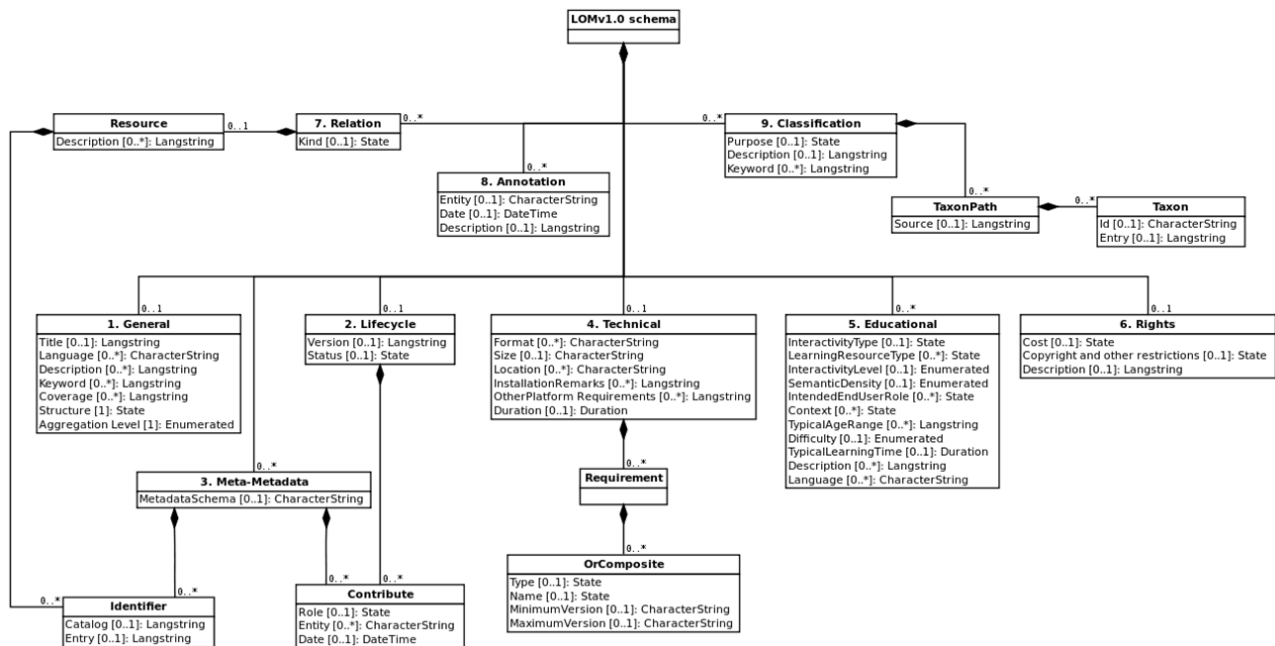 LOMv1.0 schema
Resource
Description [0..*]: Langstring
0..1
7. Relation
Kind [0..1]: State
0..*
0..*
9. Classification
Purpose [0..1]: State
Description [0..1]: Langstring
Keyword [0..*]: Langstring
0..*
8. Annotation
Entity [0..1]: CharacterString
Date [0..1]: DateTime
Description [0..1]: Langstring
0..*
TaxonPath
Source [0..1]: Langstring
0..*
Taxon
Id [0..1]: CharacterString
Entry [0..1]: Langstring
0..1
1. General
Title [0..1]: Langstring
Language [0..*]: CharacterString
Description [0..*]: Langstring
Keyword [0..*]: Langstring
Coverage [0..*]: Langstring
Structure [1]: State
Aggregation Level [1]: Enumerated
0..1
2. Lifecycle
Version [0..1]: Langstring
Status [0..1]: State
0..1
4. Technical
Format [0..*]: CharacterString
Size [0..1]: CharacterString
Location [0..*]: CharacterString
InstallationRemarks [0..*]: Langstring
OtherPlatform Requirements [0..*]: Langstring
Duration [0..1]: Duration
0..*
5. Educational
InteractivityType [0..1]: State
LearningResourceType [0..*]: State
InteractivityLevel [0..1]: Enumerated
SemanticDensity [0..1]: Enumerated
IntendedEndUserRole [0..*]: State
Context [0..*]: State
TypicalAgeRange [0..*]: Langstring
Difficulty [0..1]: Enumerated
TypicalLearningTime [0..1]: Duration
Description [0..*]: Langstring
Language [0..*]: CharacterString
0..1
6. Rights
Cost [0..1]: State
Copyright and other restrictions [0..1]: State
Description [0..1]: Langstring
0..*
3. Meta-Metadata
MetadataSchema [0..1]: CharacterString
0..*
Requirement
0..*
OrComposite
Type [0..1]: State
Name [0..1]: State
MinimumVersion [0..1]: CharacterString
MaximumVersion [0..1]: CharacterString
0..*
0..*
Identifier
Catalog [0..1]: Langstring
Entry [0..1]: Langstring
0..*
0..*
Contribute
Role [0..1]: State
Entity [0..*]: CharacterString
Date [0..1]: DateTime